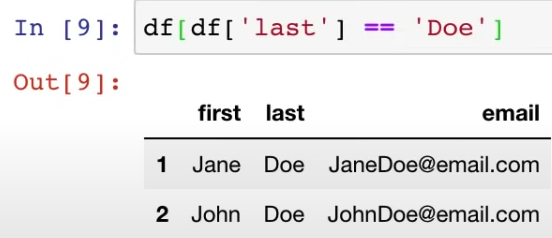 In [9]: df[df['last'] == 'Doe']
Out[9]:
first last email
1 Jane Doe JaneDoe@email.com
2 John Doe JohnDoe@email.com